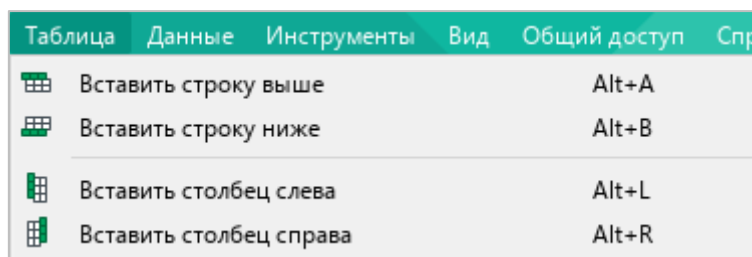 Таблица Данные Инструменты Вид Общий доступ Спр
Вставить строку выше Alt+A
Вставить строку ниже Alt+B
Вставить столбец слева Alt+L
Вставить столбец справа Alt+R